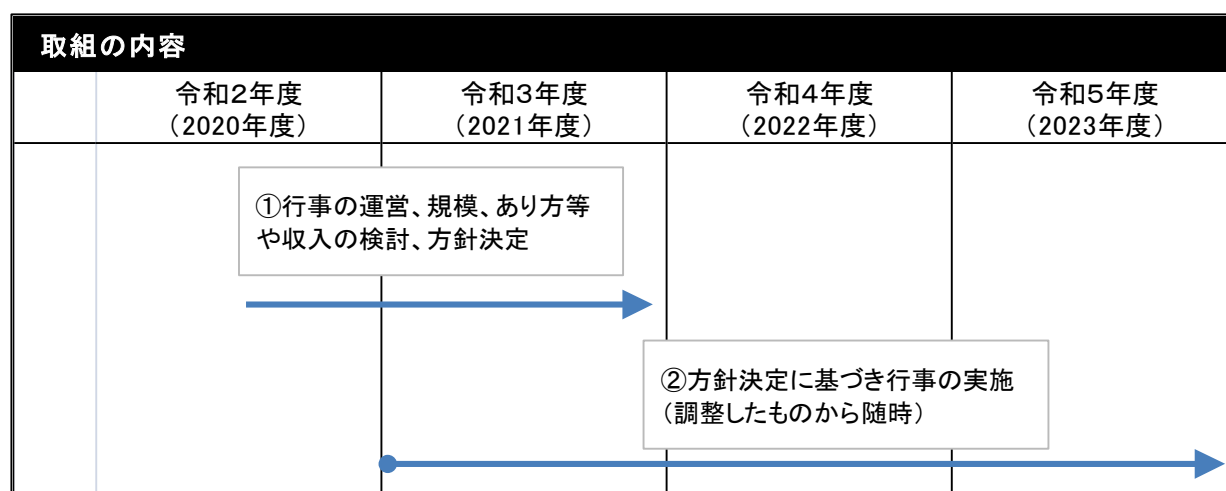 取組の内容
令和2年度
（2020年度）
令和3年度
（2021年度）
令和4年度
（2022年度）
令和5年度
（2023年度）
①行事の運営、規模、あり方等
や収入の検討、方針決定
②方針決定に基づき行事の実施
（調整したものから随時）